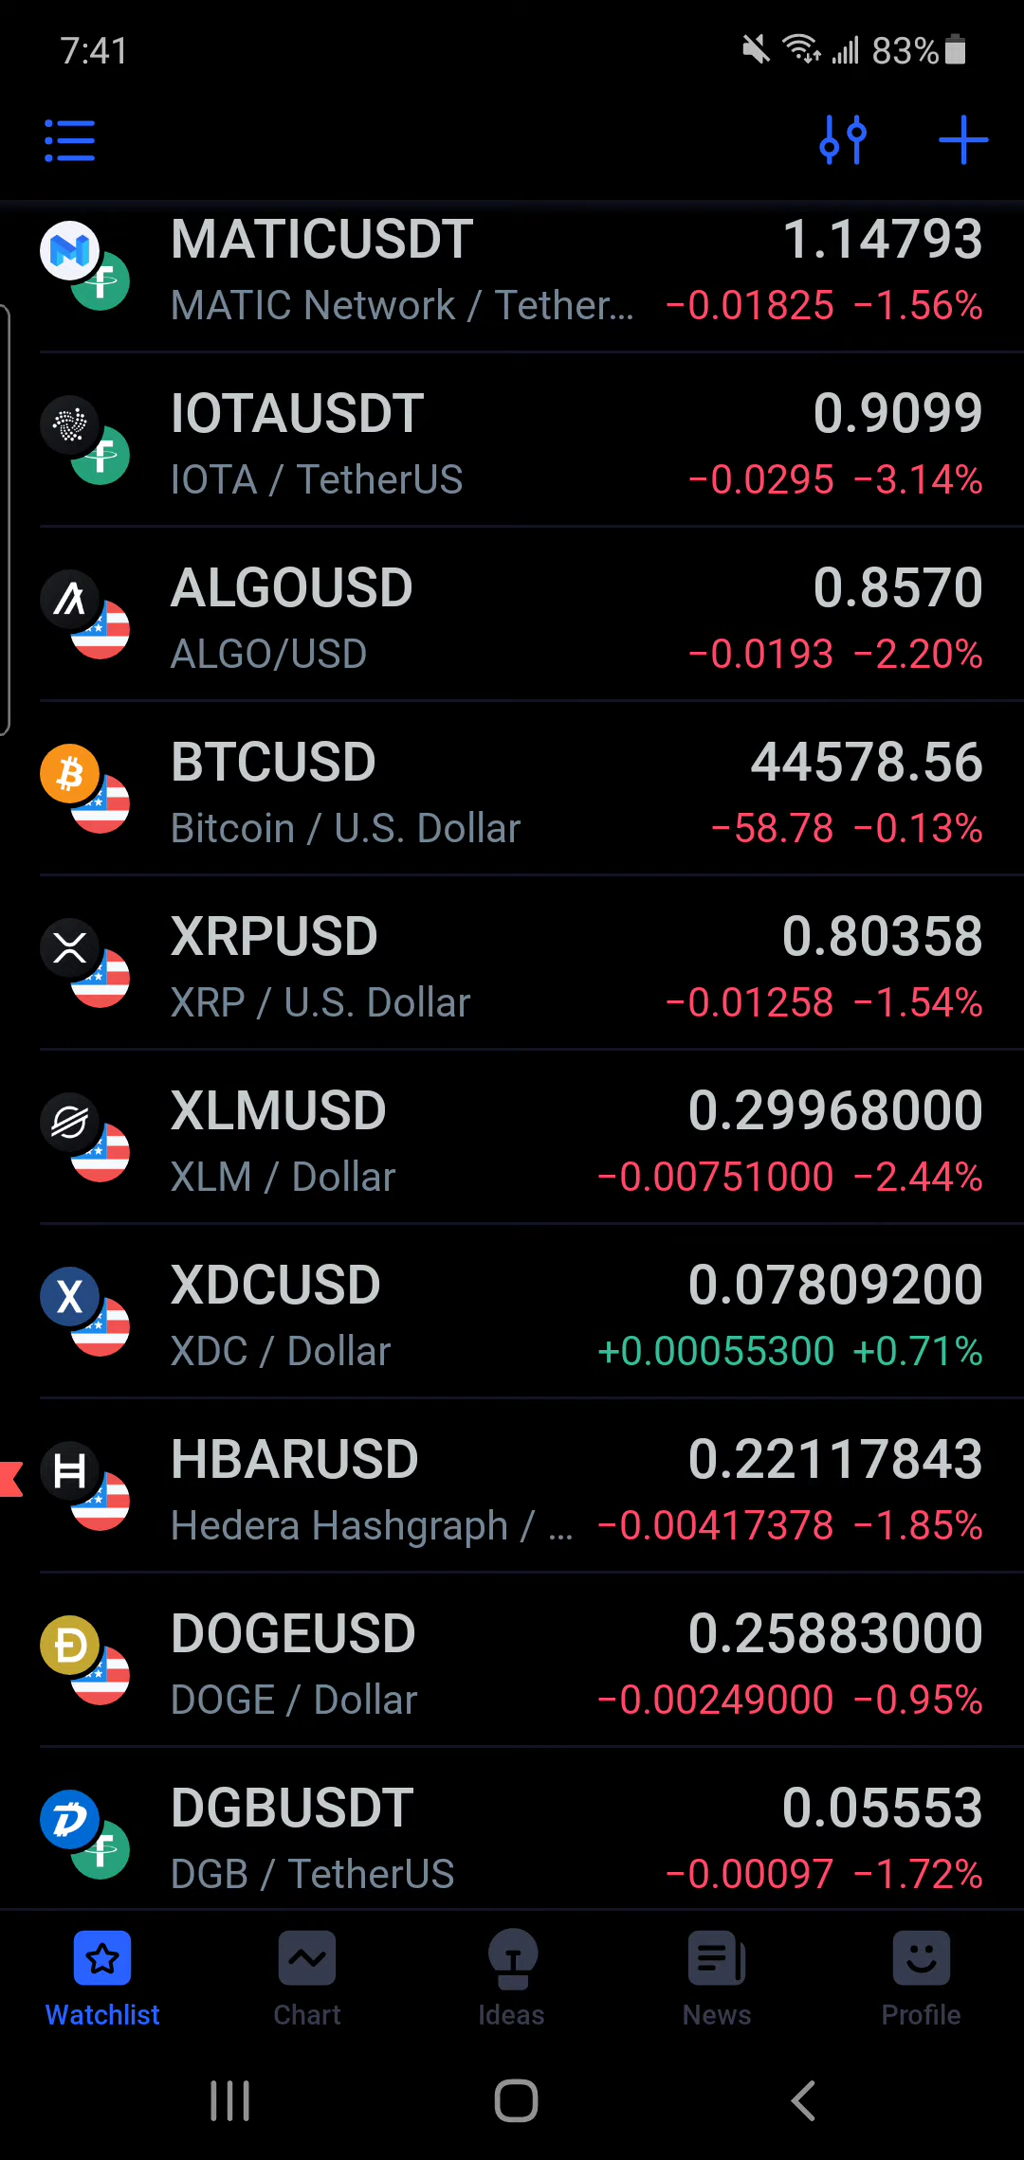 7:41 83%
MATICUSDT 1.14793
MATIC Network / Tether... −0.01825 −1.56%
IOTAUSDT 0.9099
IOTA / TetherUS −0.0295 −3.14%
ALGOUSD 0.8570
ALGO/USD −0.0193 −2.20%
BTCUSD 44578.56
Bitcoin / U.S. Dollar −58.78 −0.13%
XRPUSD 0.80358
XRP / U.S. Dollar −0.01258 −1.54%
XLMUSD 0.29968000
XLM / Dollar −0.00751000 −2.44%
XDCUSD 0.07809200
XDC / Dollar +0.00055300 +0.71%
HBARUSD 0.22117843
Hedera Hashgraph / ... −0.00417378 −1.85%
DOGEUSD 0.25883000
DOGE / Dollar −0.00249000 −0.95%
DGBUSDT 0.05553
DGB / TetherUS −0.00097 −1.72%
Watchlist Chart Ideas News Profile